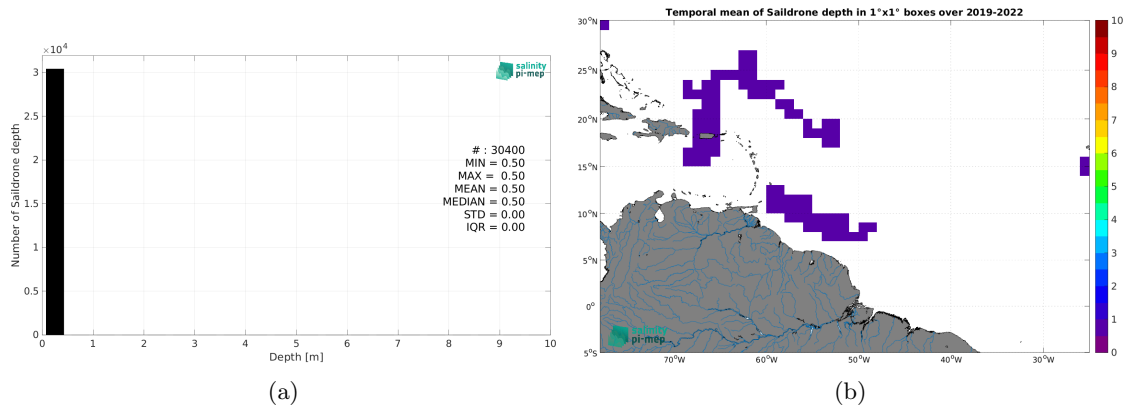 ×10⁴
3
2.5
2
1.5
1
0.5
0
Number of Saildrone depth
salinity
pi-mep
# : 30400
MIN = 0.50
MAX = 0.50
MEAN = 0.50
MEDIAN = 0.50
STD = 0.00
IQR = 0.00
0 1 2 3 4 5 6 7 8 9 10
Depth [m]
(a)
Temporal mean of Saildrone depth in 1°x1° boxes over 2019-2022
30°N
25°N
20°N
15°N
10°N
5°N
0°
5°S
salinity
pi-mep
70°W 60°W 50°W 40°W 30°W
10
9
8
7
6
5
4
3
2
1
0
(b)